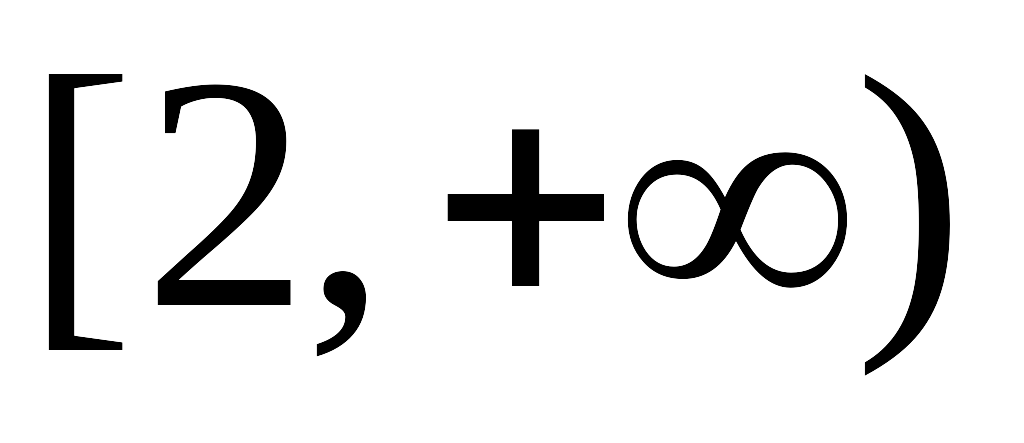 [2, +∞)